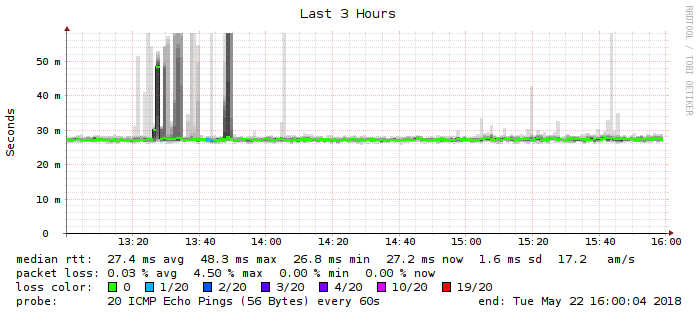 Last 3 Hours
RRDTOOL / TOBI OETIKER
Seconds
50 m
40 m
30 m
20 m
10 m
0
13:20 13:40 14:00 14:20 14:40 15:00 15:20 15:40 16:00
median rtt: 27.4 ms avg 48.3 ms max 26.8 ms min 27.2 ms now 1.6 ms sd 17.2 am/s
packet loss: 0.03 % avg 4.50 % max 0.00 % min 0.00 % now
loss color: 0 1/20 2/20 3/20 4/20 10/20 19/20
probe: 20 ICMP Echo Pings (56 Bytes) every 60s end: Tue May 22 16:00:04 2018